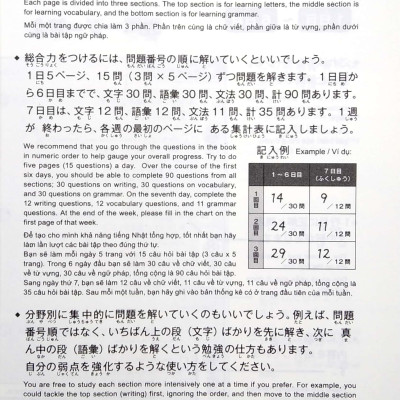 Each page is divided into three sections. The top section is for learning letters, the middle section is
for learning vocabulary, and the bottom section is for learning grammar.
Mỗi một trang được chia làm 3 phần. Phần trên cùng là chữ viết, phần giữa là từ vựng, phần dưới
cùng là bài tập ngữ pháp.
◆ 総合力をつけるには、問題番号の順に解いていくといいでしょう。
1日5ページ、15問（3問×5ページ）ずつ問題を解きます。1日目か
ら6日目までで、文字30問、語彙30問、文法30問、計90問あります。
7日目は、文字12問、語彙12問、文法11問、計35問あります。1週
が 終わったら、各週の最初のページに ある集計表に記入しましょう。
We recommend that you go through the questions in the book
in numeric order to help gauge your overall progress. Try to do
five pages (15 questions) a day. Over the course of the first
six days, you should be able to complete 90 questions from all
sections; 30 questions on writing, 30 questions on vocabulary,
and 30 questions on grammar. On the seventh day, complete the
12 writing questions, 12 vocabulary questions, and 11 grammar
questions. At the end of the week, please fill in the chart on the
first page of that week.
記入例 Example / Ví dụ:
1～6日目 7日目（ふくしゅう）
1回目 14/30問 9/12問
2回目 24/30問 11/12問
3回目 29/30問 12/12問
Để tạo cho mình khả năng tiếng Nhật tổng hợp, tốt nhất bạn hãy
làm lần lượt các bài tập theo đúng thứ tự.
Bạn sẽ làm mỗi ngày 5 trang với 15 câu hỏi bài tập (3 câu x 5
trang). Trong 6 ngày đầu bạn sẽ làm 30 câu về chữ viết, 30 câu
về từ vựng, 30 câu về ngữ pháp, tổng cộng là 90 câu hỏi bài tập.
Sang ngày thứ 7, bạn sẽ làm 12 câu về chữ viết, 12 câu về từ vựng, 11 câu về ngữ pháp, tổng cộng là
35 câu hỏi bài tập. Sau mỗi một tuần, bạn hãy ghi vào bản thống kê có ở trang đầu tiên của mỗi tuần.
◆ 分野別に集中的に問題を解いていくのもいいでしょう。例えば、問題
番号順ではなく、いちばん上の段（文字）ばかりを先に解き、次に 真
ん中の段（語彙）ばかりを解くという勉強の仕方もあります。
自分の弱点を強化するような使い方をしてください。
You are free to study each section more intensively one at a time if you prefer. For example, you
could tackle the top section (writing) first, ignoring the order, and then move to the middle section